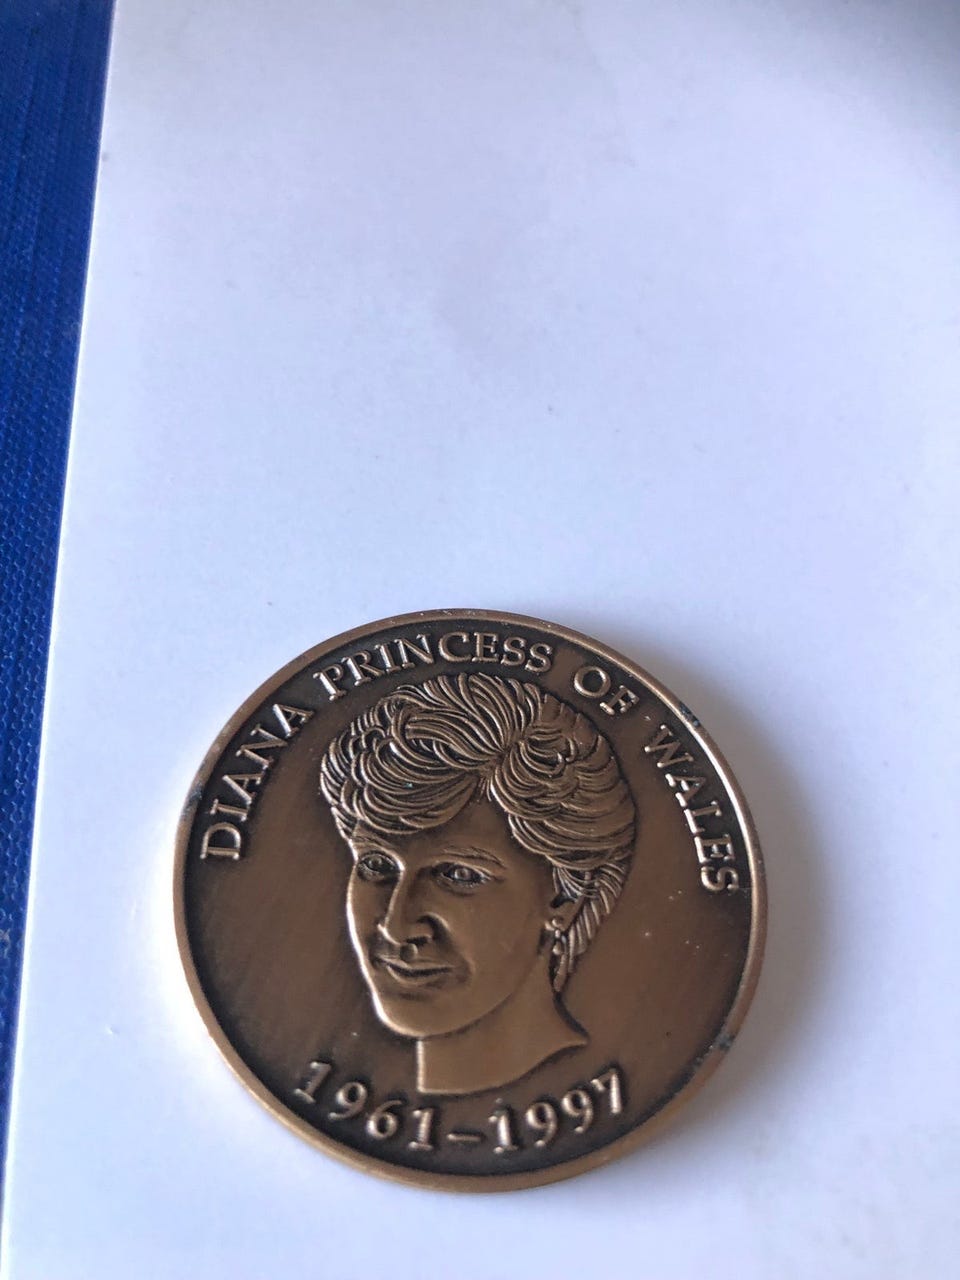 DIANA PRINCESS OF WALES
1961-1997